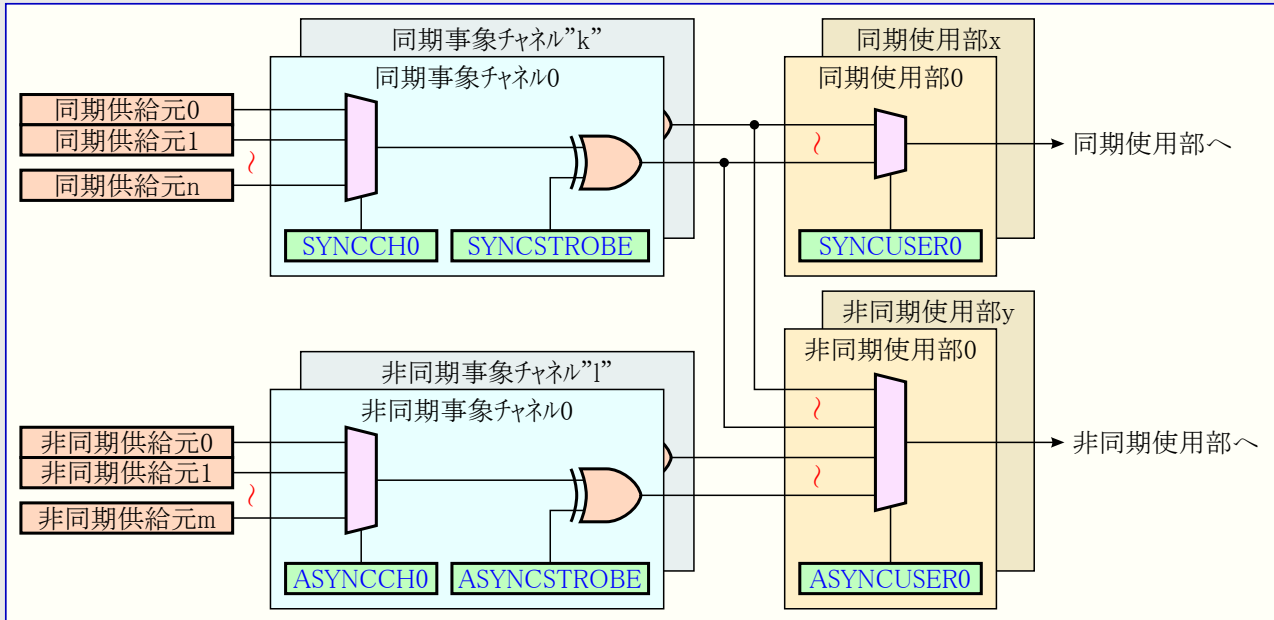 同期事象チャネル”k”
同期事象チャネル0
同期供給元0
同期供給元1
～
同期供給元n
SYNCCH0
SYNCSTROBE
同期使用部x
同期使用部0
～
SYNCUSER0
同期使用部へ
非同期事象チャネル”l”
非同期事象チャネル0
非同期供給元0
非同期供給元1
～
非同期供給元m
ASYNCCH0
ASYNCSTROBE
非同期使用部y
非同期使用部0
～
～
ASYNCUSER0
非同期使用部へ